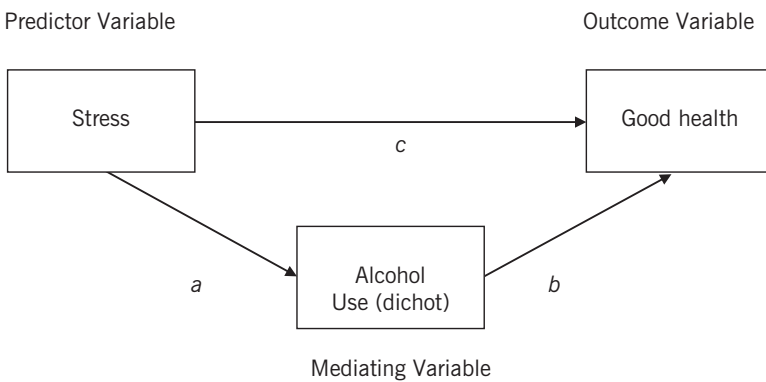 Predictor Variable
Outcome Variable
Stress
Good health
c
a
Alcohol
Use (dichot)
b
Mediating Variable